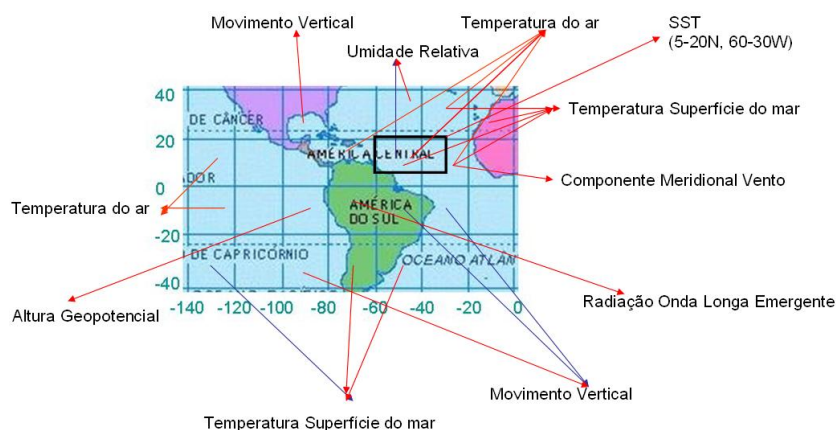 Movimento Vertical
Temperatura do ar
SST
(5-20N, 60-30W)
Umidade Relativa
40
DE CÂNCER
Temperatura Superfície do mar
20
AMÉRICA CENTRAL
ADOR
0
Componente Meridional Vento
Temperatura do ar
AMÉRICA
DO SUL
-20
DE CAPRICÓRNIO
OCEANO ATLÂN
-40
Altura Geopotencial
-140 -120 -100 -80 -60 -40 -20 0
Radiação Onda Longa Emergente
Movimento Vertical
Temperatura Superfície do mar